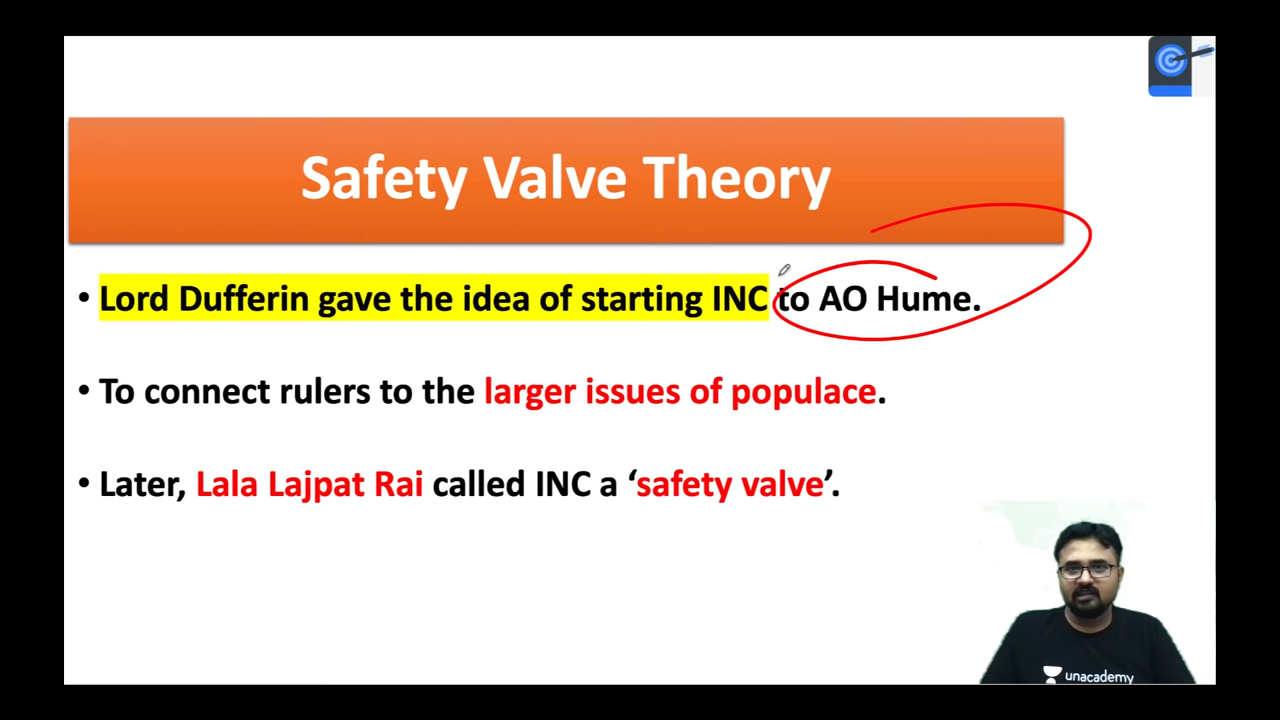 Safety Valve Theory
• Lord Dufferin gave the idea of starting INC to AO Hume.
• To connect rulers to the larger issues of populace.
• Later, Lala Lajpat Rai called INC a ‘safety valve’.
unacademy